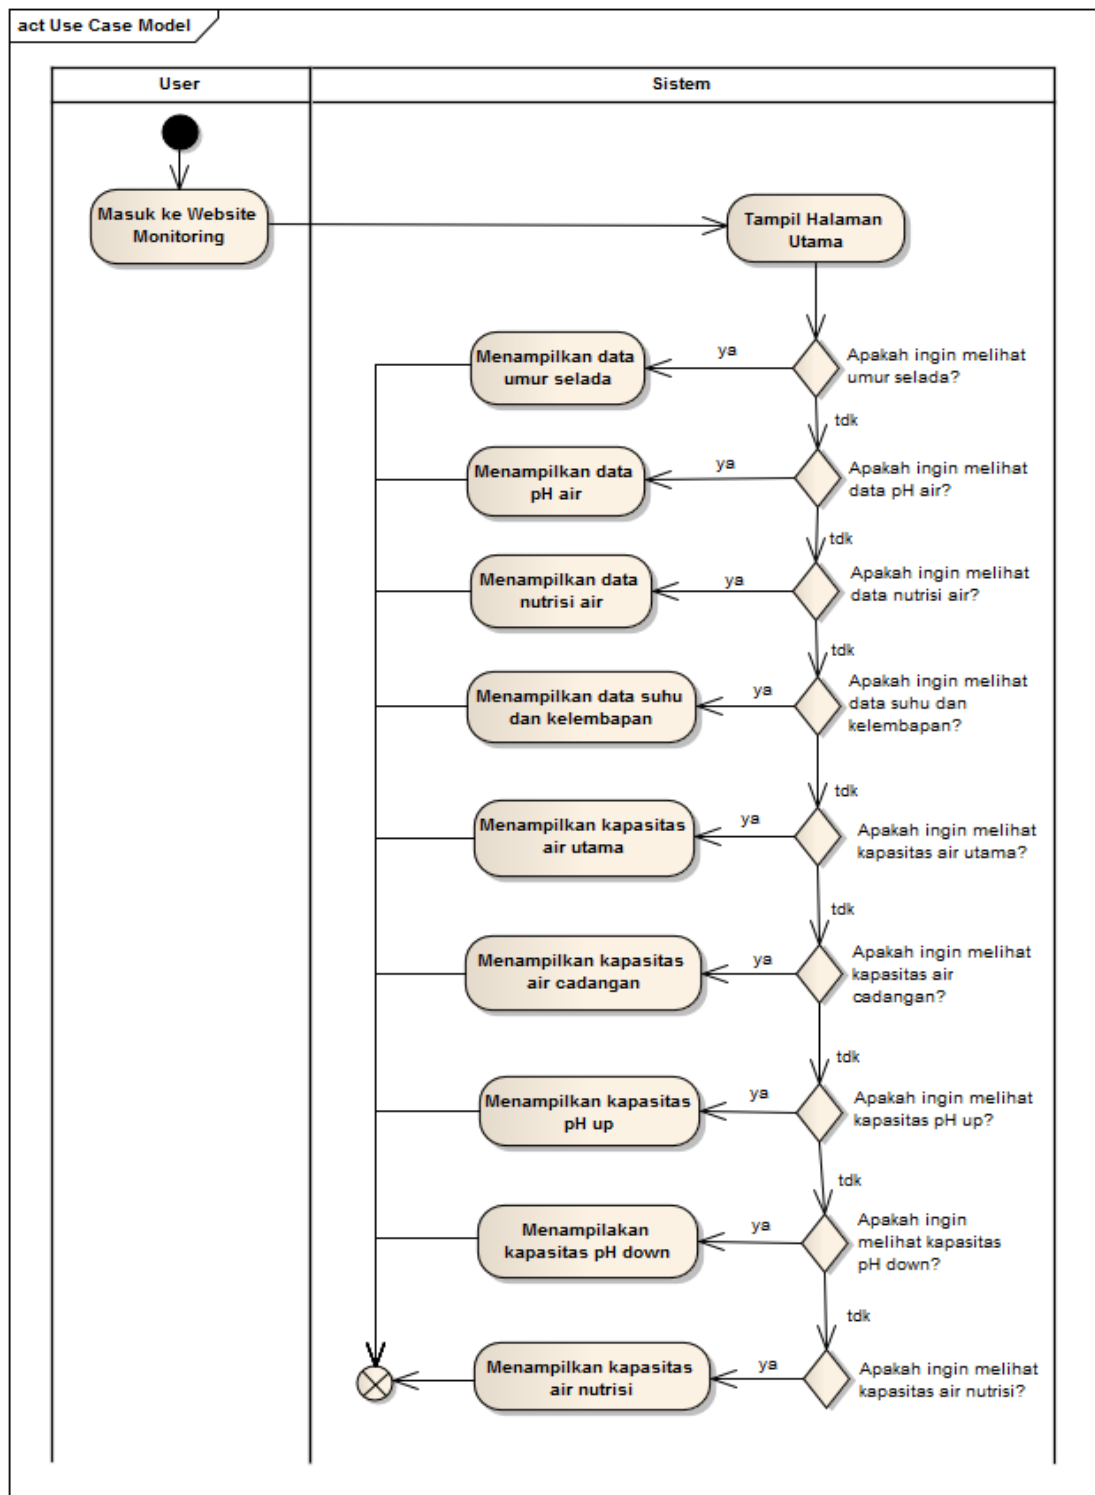 act Use Case Model
User
Sistem
Masuk ke Website
Monitoring
Tampil Halaman
Utama
Menampilkan data
umur selada
ya
Apakah ingin melihat
umur selada?
tdk
Menampilkan data
pH air
ya
Apakah ingin melihat
data pH air?
tdk
Menampilkan data
nutrisi air
ya
Apakah ingin melihat
data nutrisi air?
tdk
Menampilkan data suhu
dan kelembapan
ya
Apakah ingin melihat
data suhu dan
kelembapan?
tdk
Menampilkan kapasitas
air utama
ya
Apakah ingin melihat
kapasitas air utama?
tdk
Menampilkan kapasitas
air cadangan
ya
Apakah ingin melihat
kapasitas air
cadangan?
tdk
Menampilkan kapasitas
pH up
ya
Apakah ingin melihat
kapasitas pH up?
tdk
Menampilakan
kapasitas pH down
ya
Apakah ingin
melihat kapasitas
pH down?
tdk
Menampilkan kapasitas
air nutrisi
ya
Apakah ingin melihat
kapasitas air nutrisi?